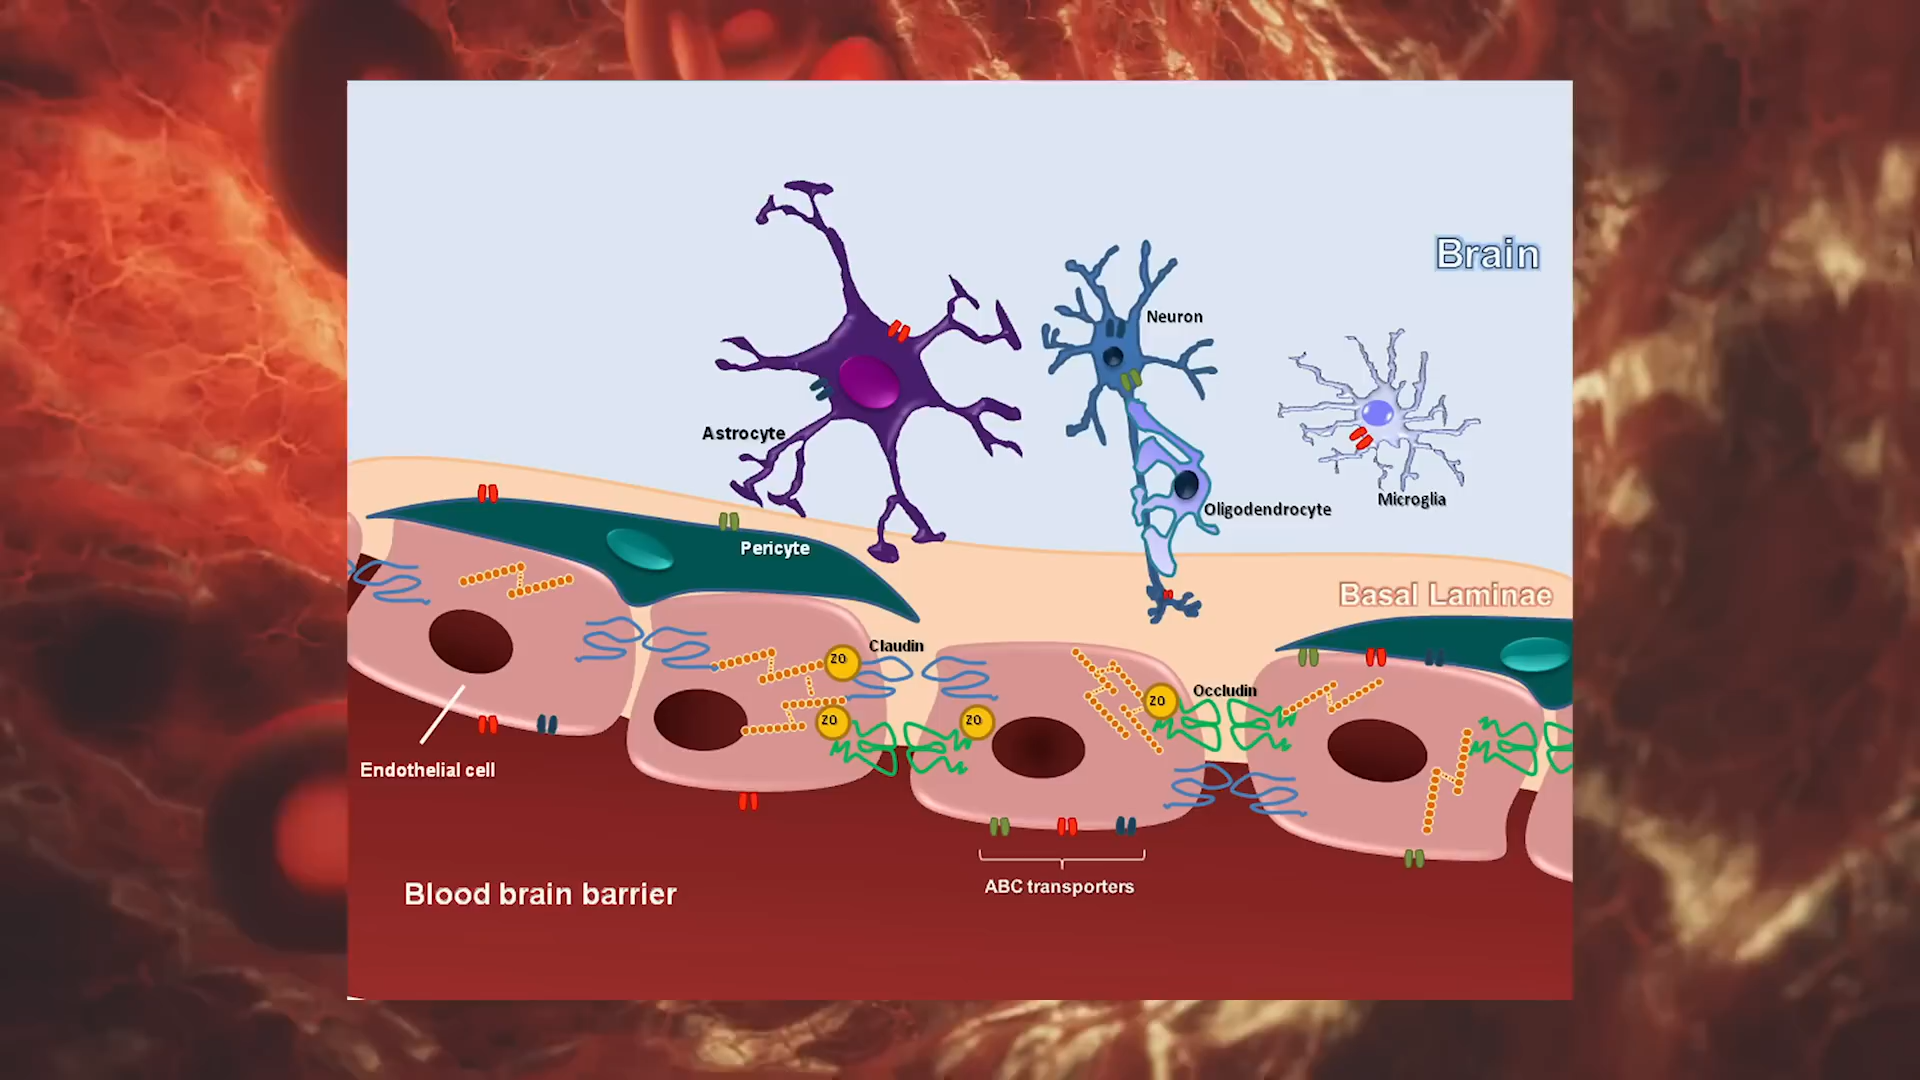 Brain
Neuron
Astrocyte
Microglia
Oligodendrocyte
Pericyte
Basal Laminae
Claudin
ZO
Occludin
ZO
ZO
ZO
Endothelial cell
ABC transporters
Blood brain barrier